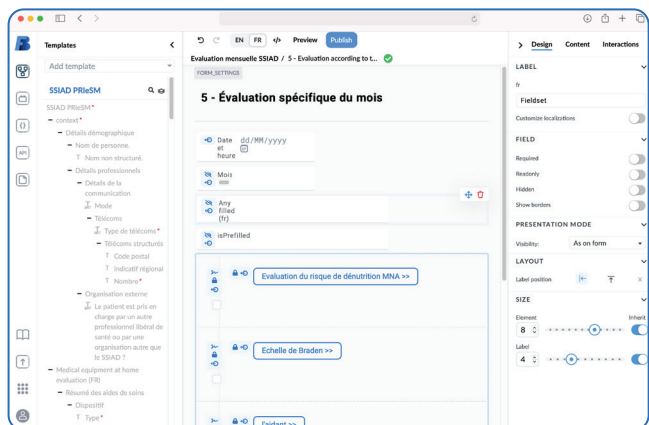 EN FR </> Preview Publish
Design Content Interactions
Templates
Evaluation mensuelle SSIAD / 5 - Evaluation according to t...
Add template
FORM_SETTINGS
LABEL
SSIAD PRIeSM
fr
5 - Évaluation spécifique du mois
Fieldset
SSIAD PRIeSM*
Customize localizations
context*
Détails démographique
FIELD
Nom de personne.
Date et heure dd/MM/yyyy
T Nom non structuré.
Required
Détails professionnels
Readonly
Détails de la communication
Mois
Hidden
Mode
Show borders
Télécoms
Any filled (fr)
PRESENTATION MODE
Type de télécoms*
Visibility: As on form
Télécoms structurés
isPrefilled
T Code postal
LAYOUT
T Indicatif régional
Label position
T Nombre*
Evaluation du risque de dénutrition MNA >>
Organisation externe
SIZE
Le patient est pris en charge par un autre professionnel libéral de santé ou par une organisation autre que le SSIAD ?
Element Inherit
8
Label
4
Echelle de Braden >>
Medical equipment at home evaluation (FR)
Résumé des aides de soins
Dispositif
T Type*
l'aidant >>
API